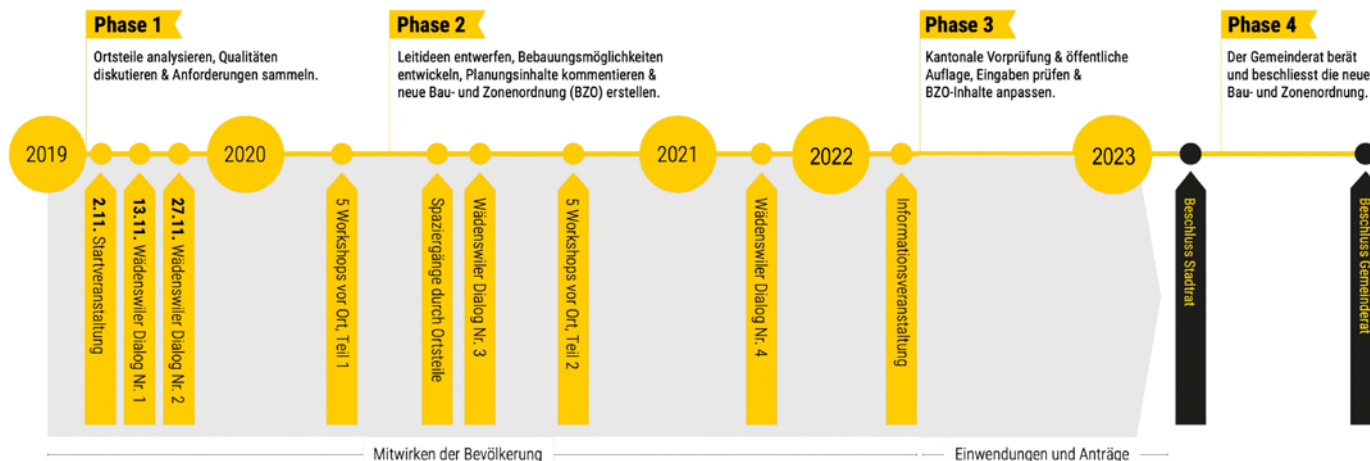 Phase 1
Ortsteile analysieren, Qualitäten
diskutieren & Anforderungen sammeln.
Phase 2
Leitideen entwerfen, Bebauungsmöglichkeiten
entwickeln, Planungsinhalte kommentieren &
neue Bau- und Zonenordnung (BZO) erstellen.
Phase 3
Kantonale Vorprüfung & öffentliche
Auflage, Eingaben prüfen &
BZO-Inhalte anpassen.
Phase 4
Der Gemeinderat berät
und beschliesst die neue
Bau- und Zonenordnung.
2019
2020
2021
2022
2023
2.11. Startveranstaltung
13.11. Wädenswiler Dialog Nr. 1
27.11. Wädenswiler Dialog Nr. 2
5 Workshops vor Ort, Teil 1
Spaziergänge durch Ortsteile
Wädenswiler Dialog Nr. 3
5 Workshops vor Ort, Teil 2
Wädenswiler Dialog Nr. 4
Informationsveranstaltung
Beschluss Stadtrat
Beschluss Gemeinderat
Mitwirken der Bevölkerung
Einwendungen und Anträge